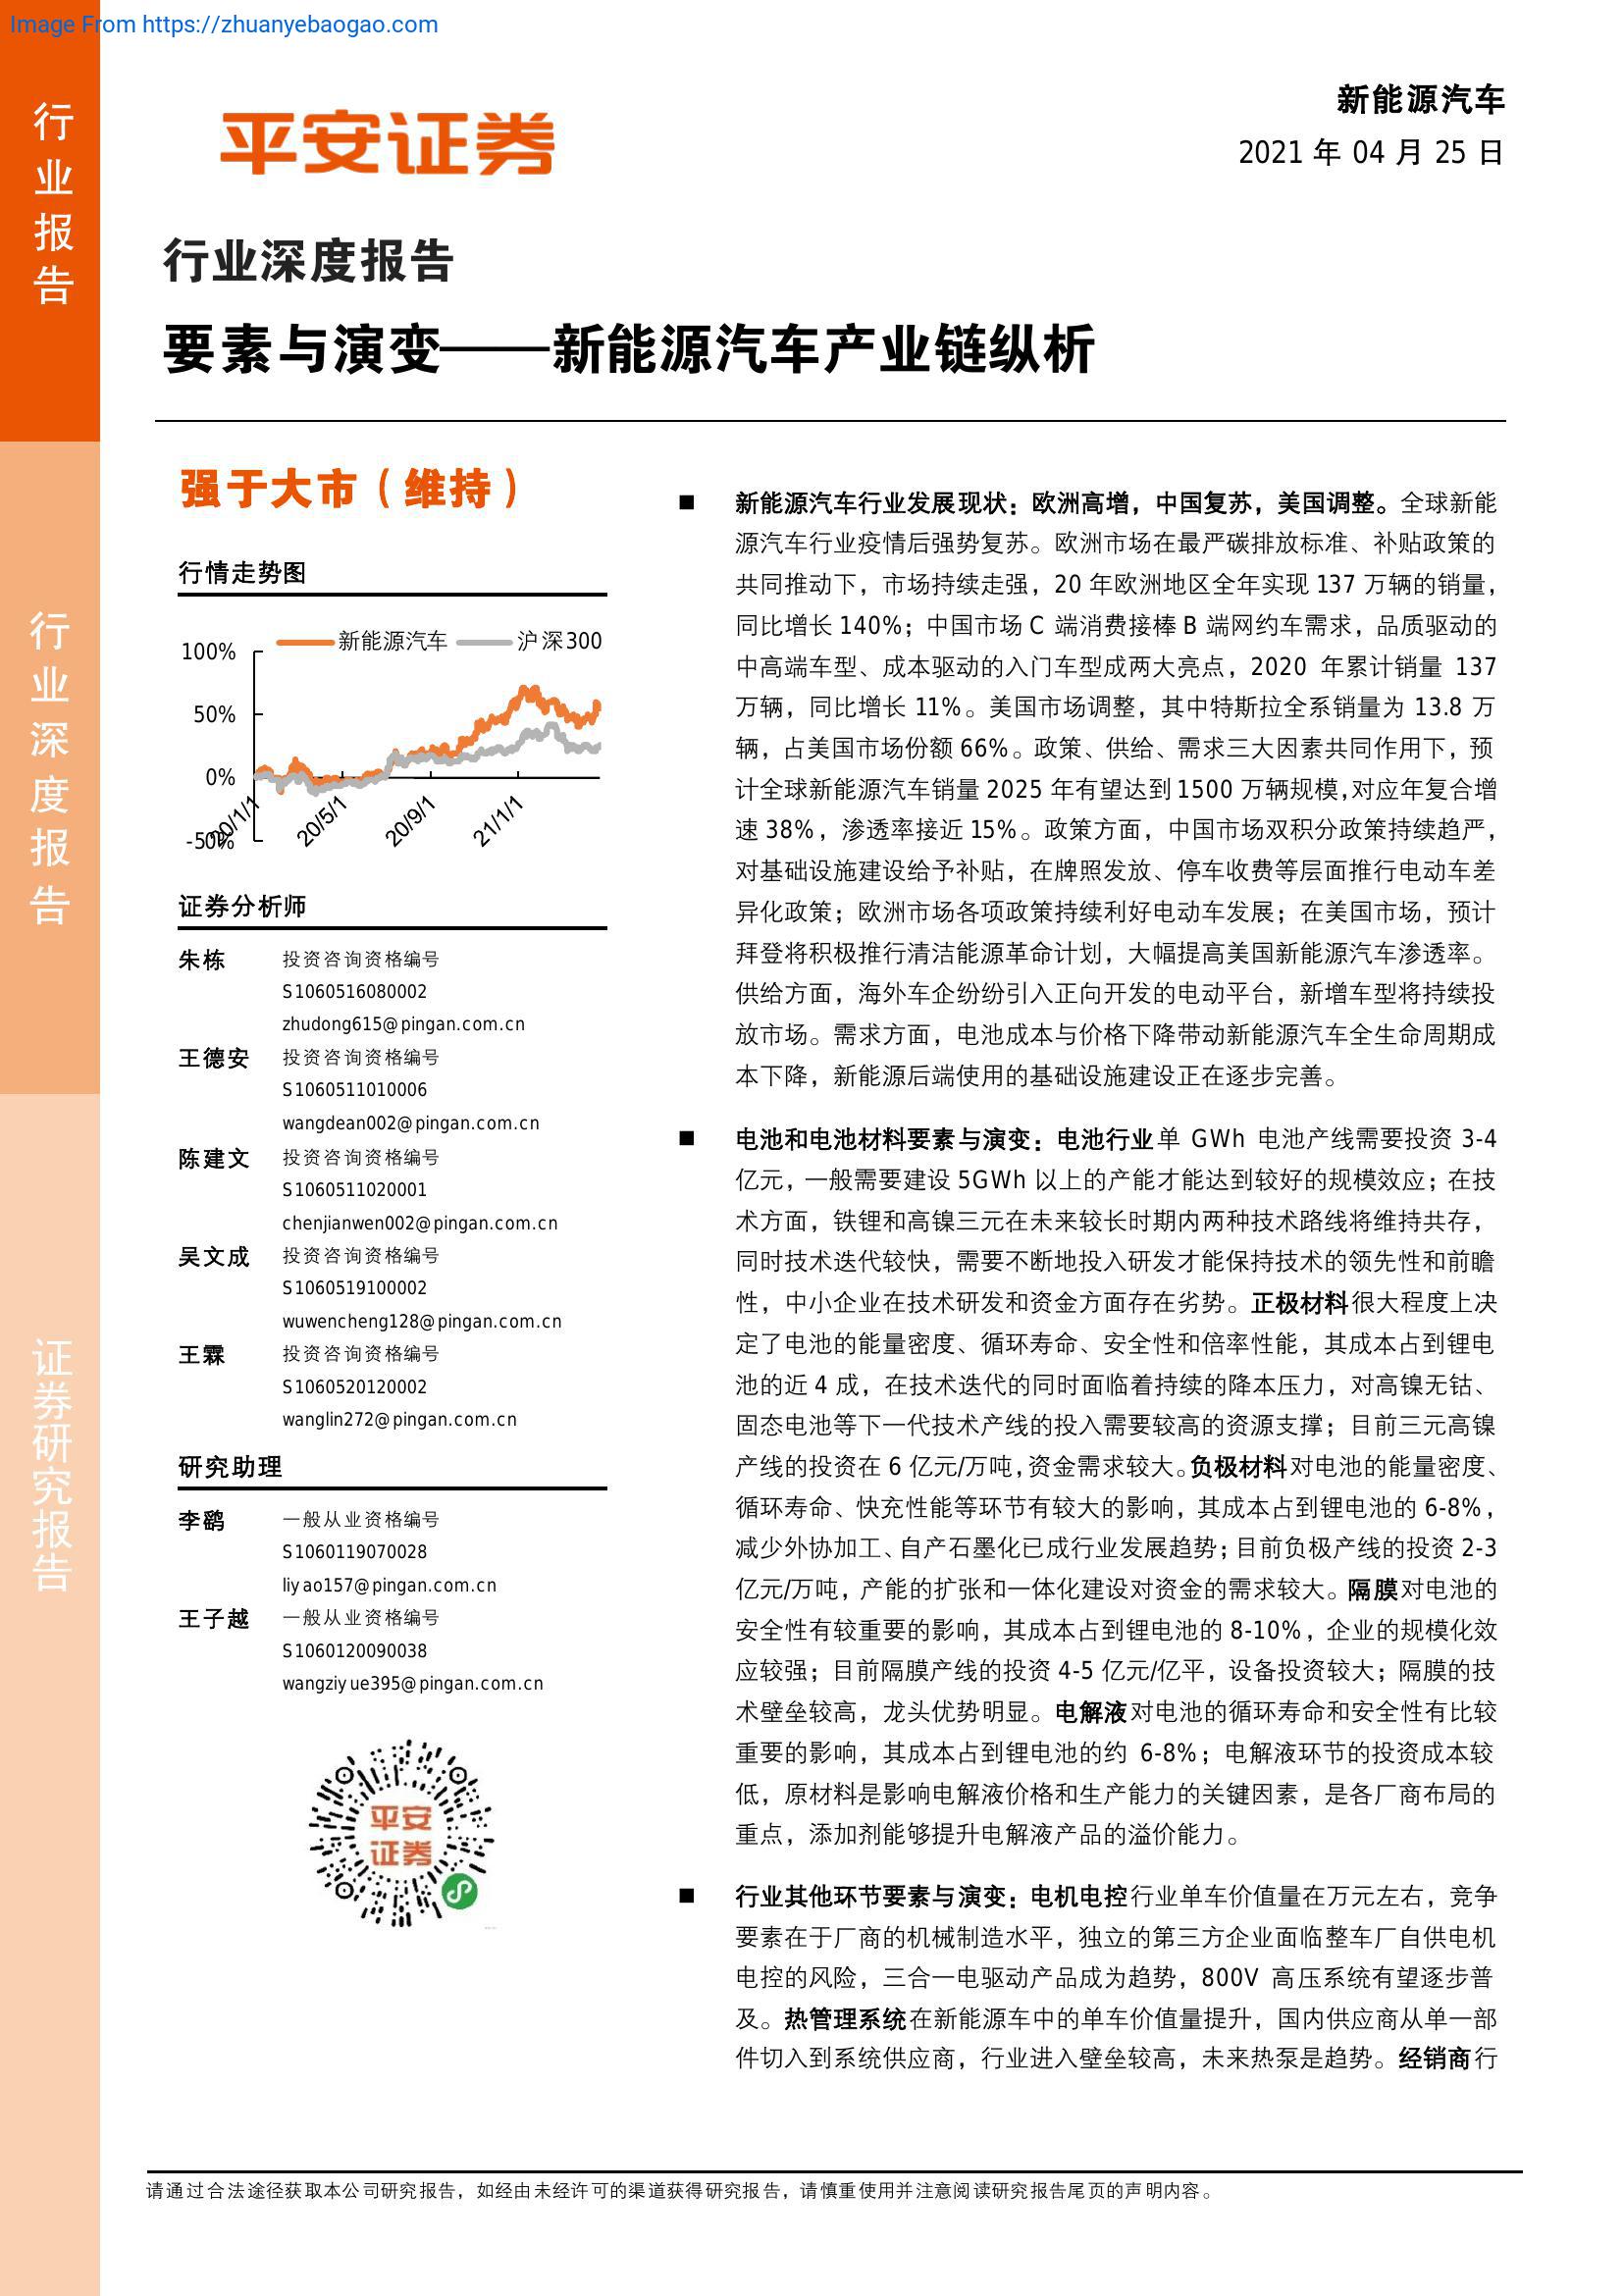 Image From https://zhuanyebaogao.com
行业报告
行业深度报告
证券研究报告
平安证券
新能源汽车
2021 年 04 月 25 日
行业深度报告
要素与演变——新能源汽车产业链纵析
强于大市（维持）
行情走势图
新能源汽车 沪深300
100%
50%
0%
-50%
20/1/1 20/5/1 20/9/1 21/1/1
证券分析师
朱栋 投资咨询资格编号
S1060516080002
zhudong615@pingan.com.cn
王德安 投资咨询资格编号
S1060511010006
wangdean002@pingan.com.cn
陈建文 投资咨询资格编号
S1060511020001
chenjianwen002@pingan.com.cn
吴文成 投资咨询资格编号
S1060519100002
wuwencheng128@pingan.com.cn
王霖 投资咨询资格编号
S1060520120002
wanglin272@pingan.com.cn
研究助理
李鹞 一般从业资格编号
S1060119070028
liyao157@pingan.com.cn
王子越 一般从业资格编号
S1060120090038
wangziyue395@pingan.com.cn
平安
证券
■ 新能源汽车行业发展现状：欧洲高增，中国复苏，美国调整。全球新能
源汽车行业疫情后强势复苏。欧洲市场在最严碳排放标准、补贴政策的
共同推动下，市场持续走强，20 年欧洲地区全年实现 137 万辆的销量，
同比增长 140%；中国市场 C 端消费接棒 B 端网约车需求，品质驱动的
中高端车型、成本驱动的入门车型成两大亮点，2020 年累计销量 137
万辆，同比增长 11%。美国市场调整，其中特斯拉全系销量为 13.8 万
辆，占美国市场份额 66%。政策、供给、需求三大因素共同作用下，预
计全球新能源汽车销量 2025 年有望达到 1500 万辆规模，对应年复合增
速 38%，渗透率接近 15%。政策方面，中国市场双积分政策持续趋严，
对基础设施建设给予补贴，在牌照发放、停车收费等层面推行电动车差
异化政策；欧洲市场各项政策持续利好电动车发展；在美国市场，预计
拜登将积极推行清洁能源革命计划，大幅提高美国新能源汽车渗透率。
供给方面，海外车企纷纷引入正向开发的电动平台，新增车型将持续投
放市场。需求方面，电池成本与价格下降带动新能源汽车全生命周期成
本下降，新能源后端使用的基础设施建设正在逐步完善。
■ 电池和电池材料要素与演变：电池行业单 GWh 电池产线需要投资 3-4
亿元，一般需要建设 5GWh 以上的产能才能达到较好的规模效应；在技
术方面，铁锂和高镍三元在未来较长时期内两种技术路线将维持共存，
同时技术迭代较快，需要不断地投入研发才能保持技术的领先性和前瞻
性，中小企业在技术研发和资金方面存在劣势。正极材料很大程度上决
定了电池的能量密度、循环寿命、安全性和倍率性能，其成本占到锂电
池的近 4 成，在技术迭代的同时面临着持续的降本压力，对高镍无钴、
固态电池等下一代技术产线的投入需要较高的资源支撑；目前三元高镍
产线的投资在 6 亿元/万吨，资金需求较大。负极材料对电池的能量密度、
循环寿命、快充性能等环节有较大的影响，其成本占到锂电池的 6-8%，
减少外协加工、自产石墨化已成行业发展趋势；目前负极产线的投资 2-3
亿元/万吨，产能的扩张和一体化建设对资金的需求较大。隔膜对电池的
安全性有较重要的影响，其成本占到锂电池的 8-10%，企业的规模化效
应较强；目前隔膜产线的投资 4-5 亿元/亿平，设备投资较大；隔膜的技
术壁垒较高，龙头优势明显。电解液对电池的循环寿命和安全性有比较
重要的影响，其成本占到锂电池的约 6-8%；电解液环节的投资成本较
低，原材料是影响电解液价格和生产能力的关键因素，是各厂商布局的
重点，添加剂能够提升电解液产品的溢价能力。
■ 行业其他环节要素与演变：电机电控行业单车价值量在万元左右，竞争
要素在于厂商的机械制造水平，独立的第三方企业面临整车厂自供电机
电控的风险，三合一电驱动产品成为趋势，800V 高压系统有望逐步普
及。热管理系统在新能源车中的单车价值量提升，国内供应商从单一部
件切入到系统供应商，行业进入壁垒较高，未来热泵是趋势。经销商行
请通过合法途径获取本公司研究报告，如经由未经许可的渠道获得研究报告，请慎重使用并注意阅读研究报告尾页的声明内容。